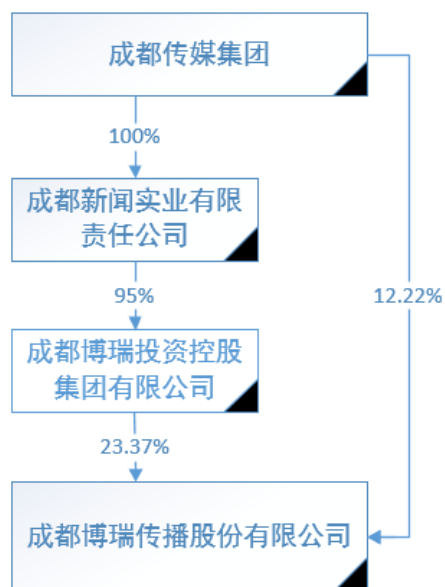 成都传媒集团
100%
成都新闻实业有限
责任公司
95%
12.22%
成都博瑞投资控股
集团有限公司
23.37%
成都博瑞传播股份有限公司